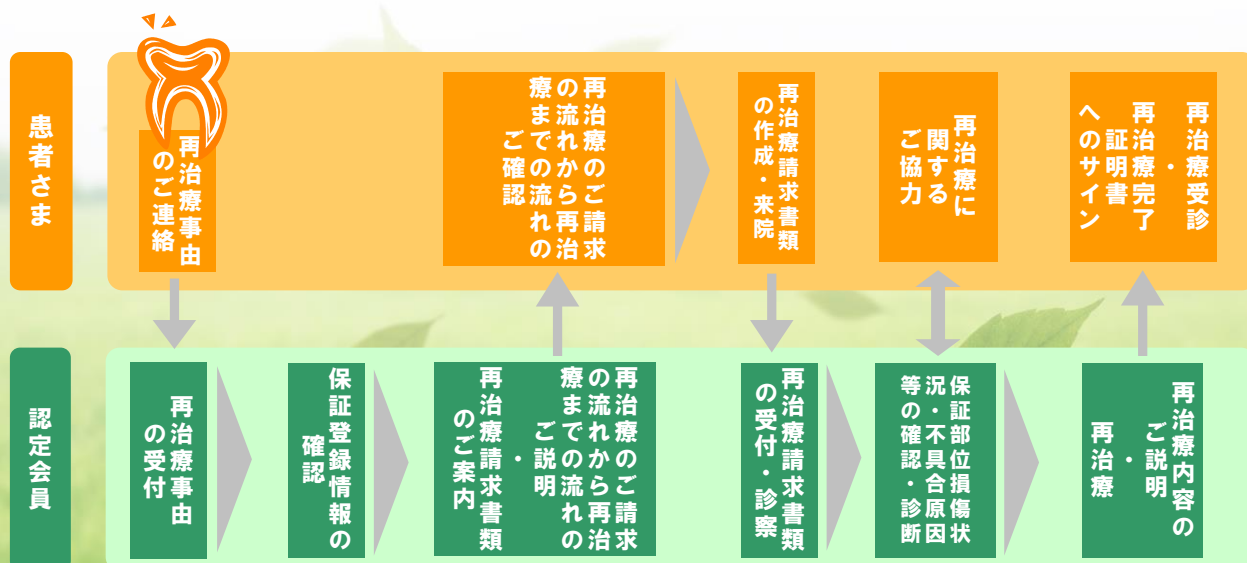 患者さま
再治療事由
のご連絡
再治療のご請求
の流れから再治
療までの流れの
ご確認
再治療請求書類
の作成・来院
再治療に
関する
ご協力
再治療受診
・
再治療完了
証明書
へのサイン
認定会員
再治療事由
の受付
保証登録情報の
確認
再治療のご請求
の流れから再治
療までの流れの
ご説明
・
再治療請求書類
のご案内
再治療請求書類
の受付・診察
保証部位損傷状
況・不具合原因
等の確認・診断
再治療内容の
ご説明
・
再治療